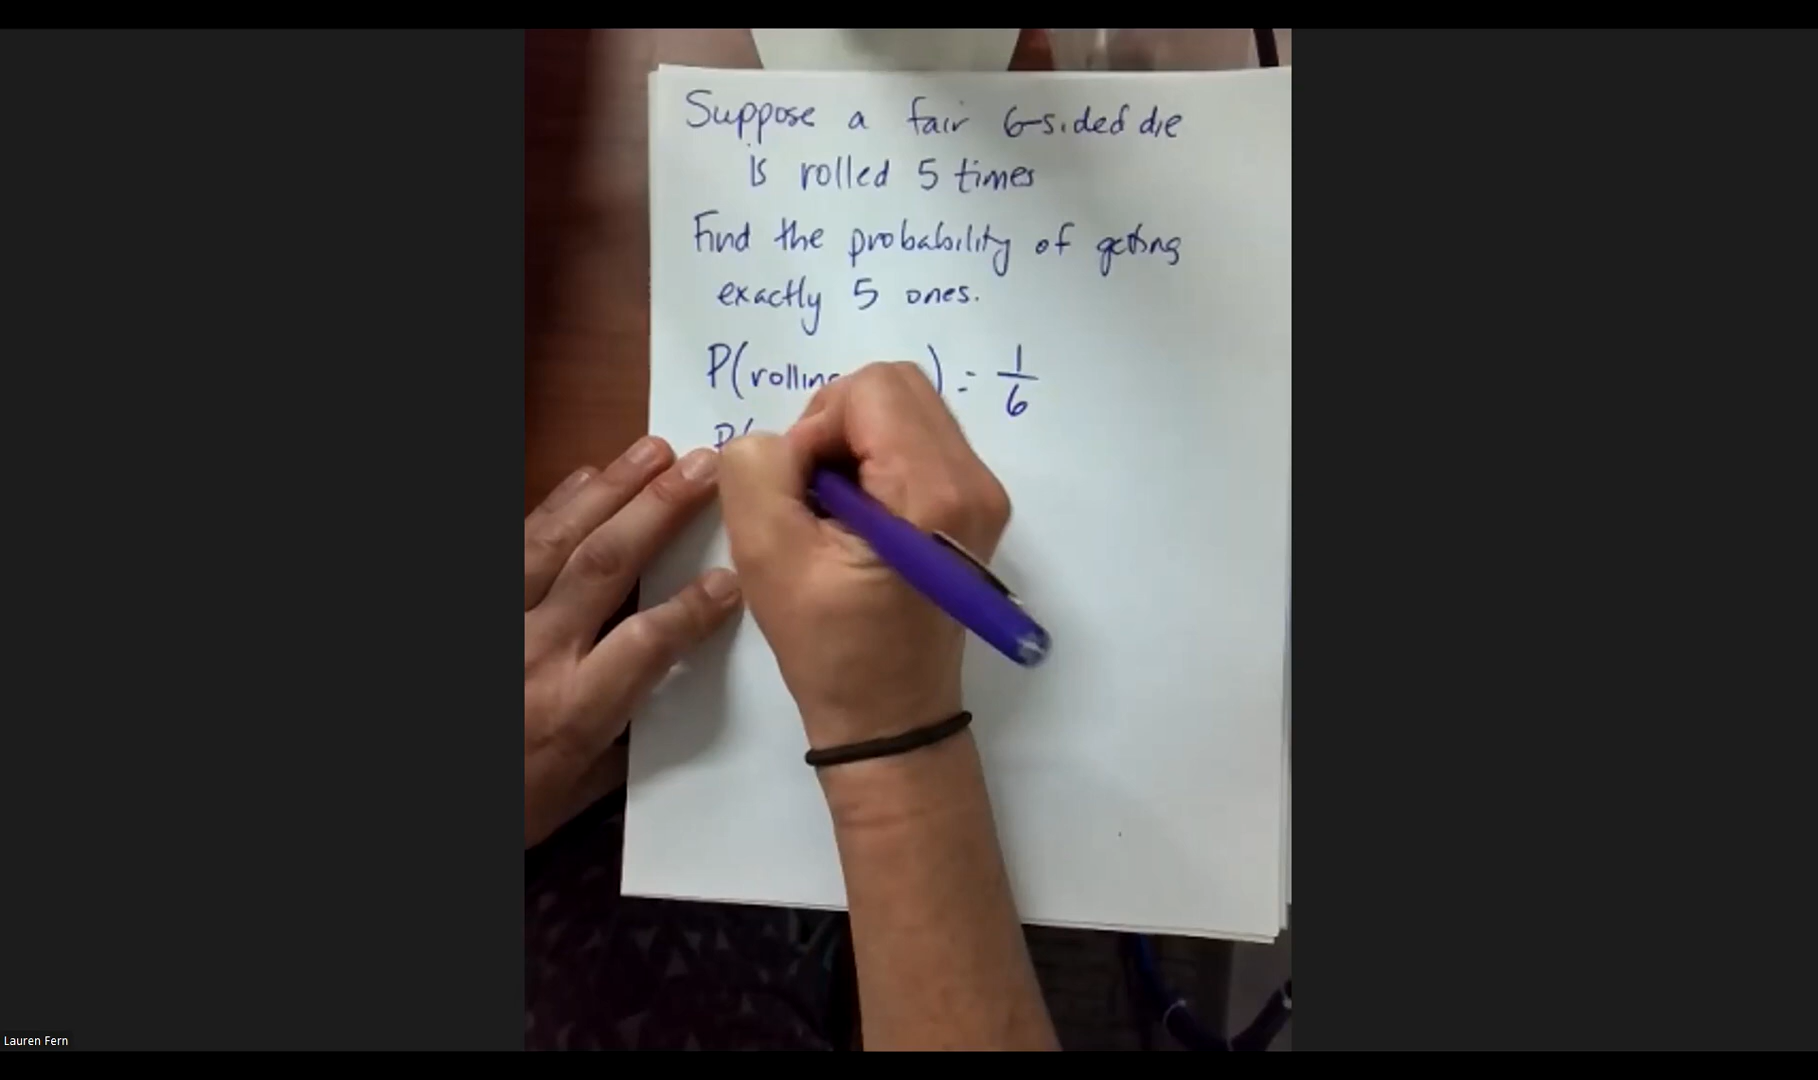 Suppose a fair 6-sided die
is rolled 5 times
Find the probability of getting
exactly 5 ones.
P(rolling ) = 1/6
P(
Lauren Fern